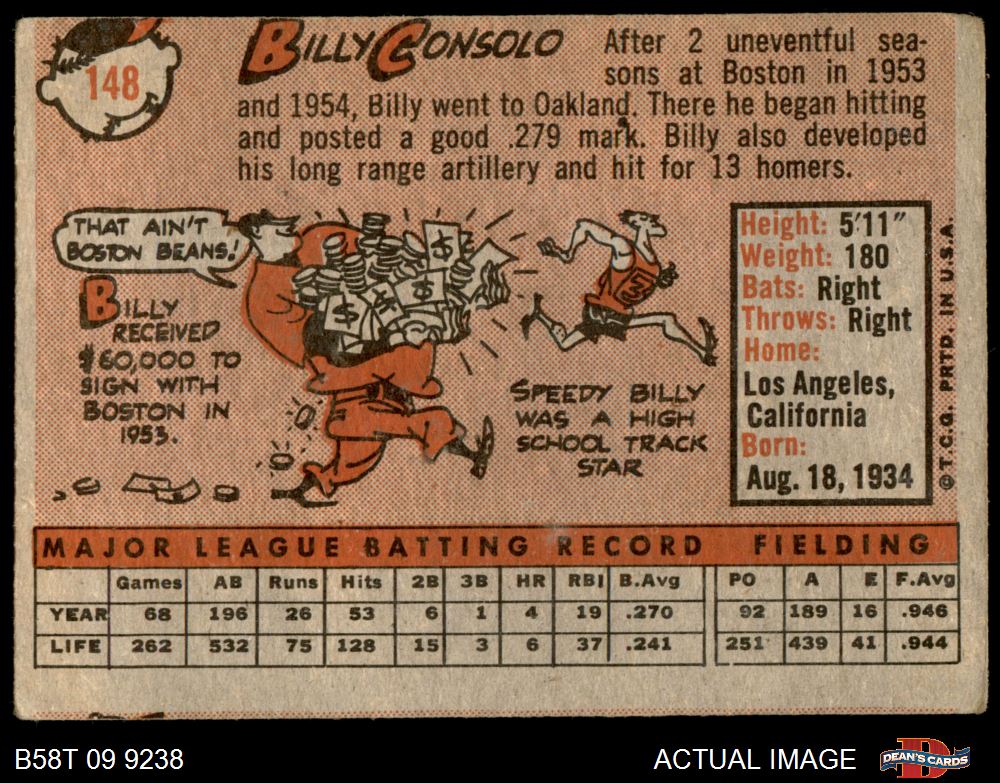 148
BILLY CONSOLO
After 2 uneventful sea-
sons at Boston in 1953
and 1954, Billy went to Oakland. There he began hitting
and posted a good .279 mark. Billy also developed
his long range artillery and hit for 13 homers.
THAT AIN'T
BOSTON BEANS!
BILLY
RECEIVED
$60,000 TO
SIGN WITH
BOSTON IN
1953.
SPEEDY BILLY
WAS A HIGH
SCHOOL TRACK
STAR
Height: 5'11"
Weight: 180
Bats: Right
Throws: Right
Home:
Los Angeles,
California
Born:
Aug. 18, 1934
© T.C.G. PRTD. IN U.S.A.
MAJOR LEAGUE BATTING RECORD FIELDING
Games AB Runs Hits 2B 3B HR RBI B.Avg PO A E F.Avg
YEAR 68 196 26 53 6 1 4 19 .270 92 189 16 .946
LIFE 262 532 75 128 15 3 6 37 .241 251 439 41 .944
B58T 09 9238
ACTUAL IMAGE
DEAN'S CARDS